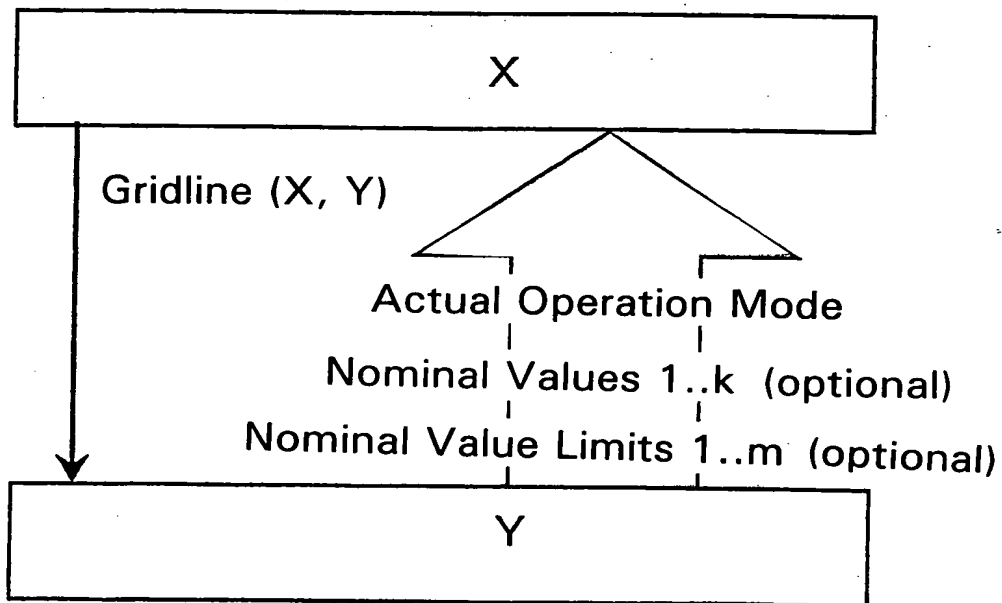 X
Gridline (X, Y)
Actual Operation Mode
Nominal Values 1..k (optional)
Nominal Value Limits 1..m (optional)
Y